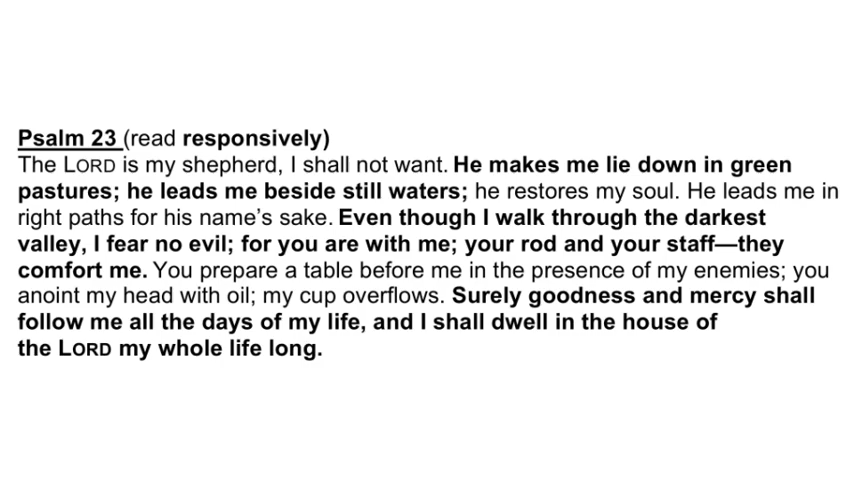 Psalm 23 (read responsively)
The LORD is my shepherd, I shall not want. He makes me lie down in green
pastures; he leads me beside still waters; he restores my soul. He leads me in
right paths for his name’s sake. Even though I walk through the darkest
valley, I fear no evil; for you are with me; your rod and your staff—they
comfort me. You prepare a table before me in the presence of my enemies; you
anoint my head with oil; my cup overflows. Surely goodness and mercy shall
follow me all the days of my life, and I shall dwell in the house of
the LORD my whole life long.